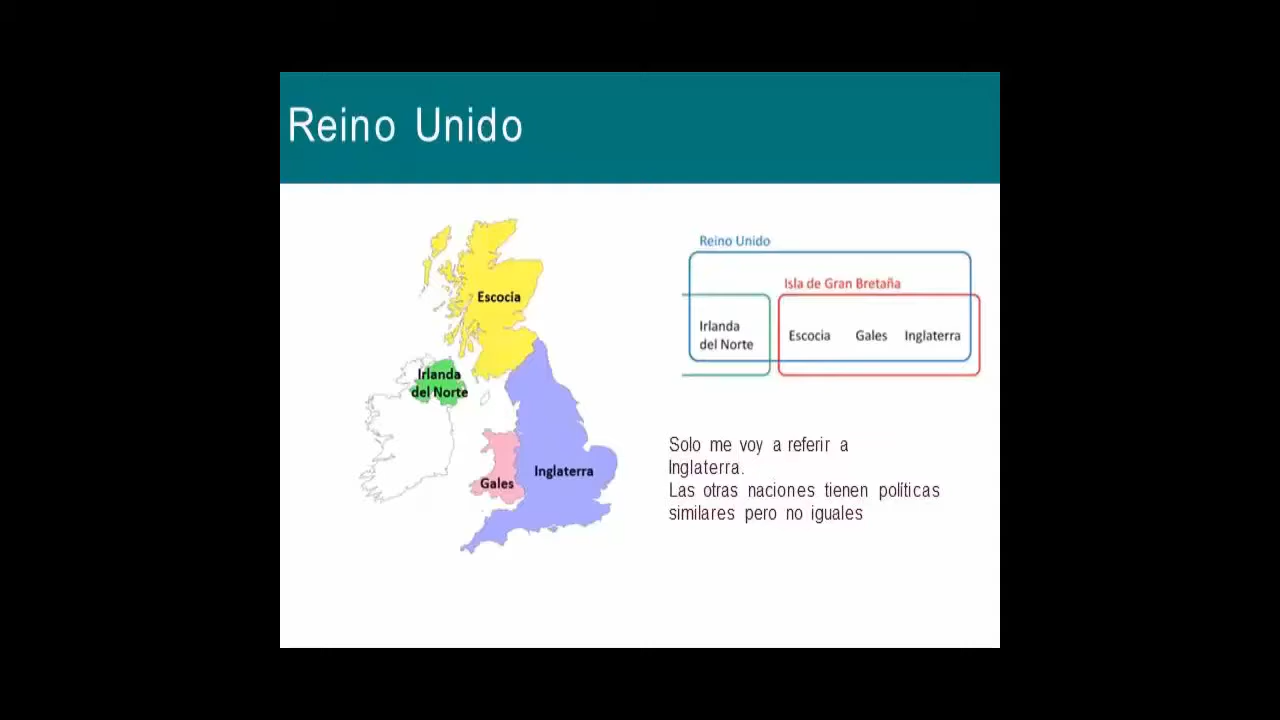 Reino Unido
Escocia
Irlanda
del Norte
Gales
Inglaterra
Reino Unido
Isla de Gran Bretaña
Irlanda
del Norte
Escocia Gales Inglaterra
Solo me voy a referir a
Inglaterra.
Las otras naciones tienen políticas
similares pero no iguales